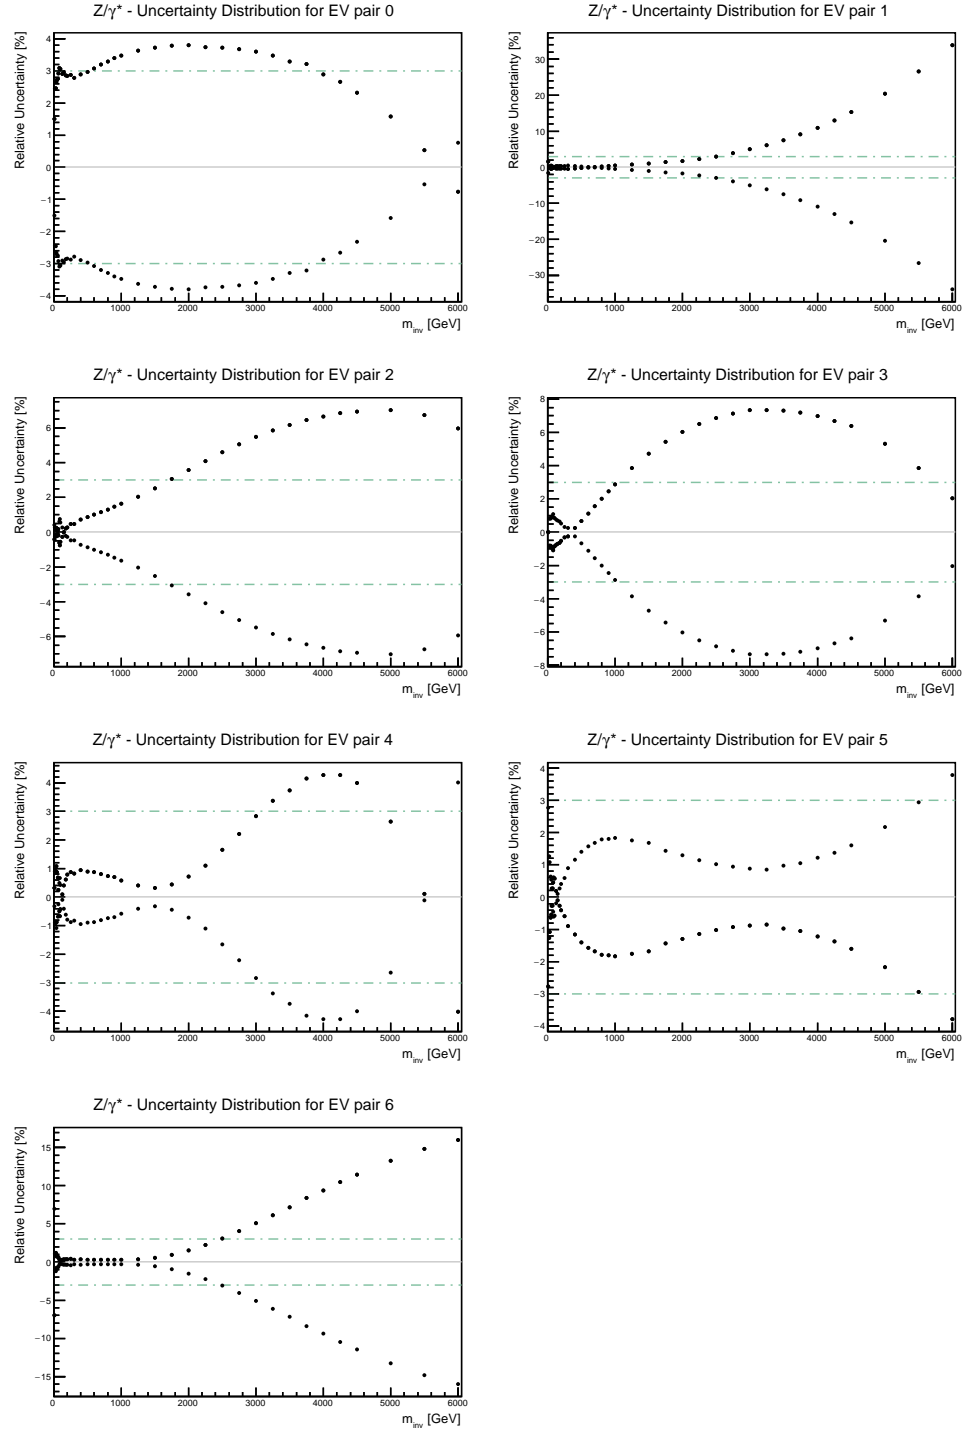 Z/γ* - Uncertainty Distribution for EV pair 0
Relative Uncertainty [%]
4
3
2
1
0
−1
−2
−3
−4
0 1000 2000 3000 4000 5000 6000
m_inv [GeV]
Z/γ* - Uncertainty Distribution for EV pair 1
Relative Uncertainty [%]
30
20
10
0
−10
−20
−30
0 1000 2000 3000 4000 5000 6000
m_inv [GeV]
Z/γ* - Uncertainty Distribution for EV pair 2
Relative Uncertainty [%]
6
4
2
0
−2
−4
−6
0 1000 2000 3000 4000 5000 6000
m_inv [GeV]
Z/γ* - Uncertainty Distribution for EV pair 3
Relative Uncertainty [%]
8
6
4
2
0
−2
−4
−6
−8
0 1000 2000 3000 4000 5000 6000
m_inv [GeV]
Z/γ* - Uncertainty Distribution for EV pair 4
Relative Uncertainty [%]
4
3
2
1
0
−1
−2
−3
−4
0 1000 2000 3000 4000 5000 6000
m_inv [GeV]
Z/γ* - Uncertainty Distribution for EV pair 5
Relative Uncertainty [%]
4
3
2
1
0
−1
−2
−3
−4
0 1000 2000 3000 4000 5000 6000
m_inv [GeV]
Z/γ* - Uncertainty Distribution for EV pair 6
Relative Uncertainty [%]
15
10
5
0
−5
−10
−15
0 1000 2000 3000 4000 5000 6000
m_inv [GeV]